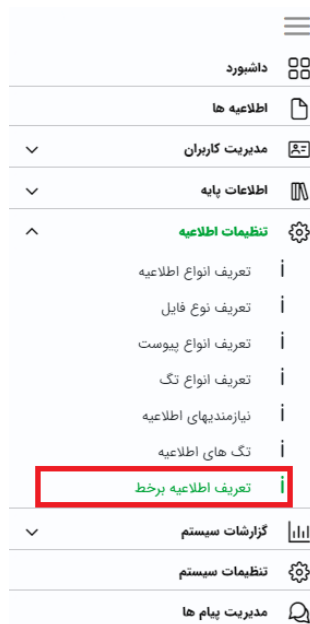 داشبورد
اطلاعیه ها
مدیریت کاربران
اطلاعات پایه
تنظیمات اطلاعیه
تعریف انواع اطلاعیه
تعریف نوع فایل
تعریف انواع پیوست
تعریف انواع تگ
نیازمندیهای اطلاعیه
تگ های اطلاعیه
تعریف اطلاعیه برخط
گزارشات سیستم
تنظیمات سیستم
مدیریت پیام ها